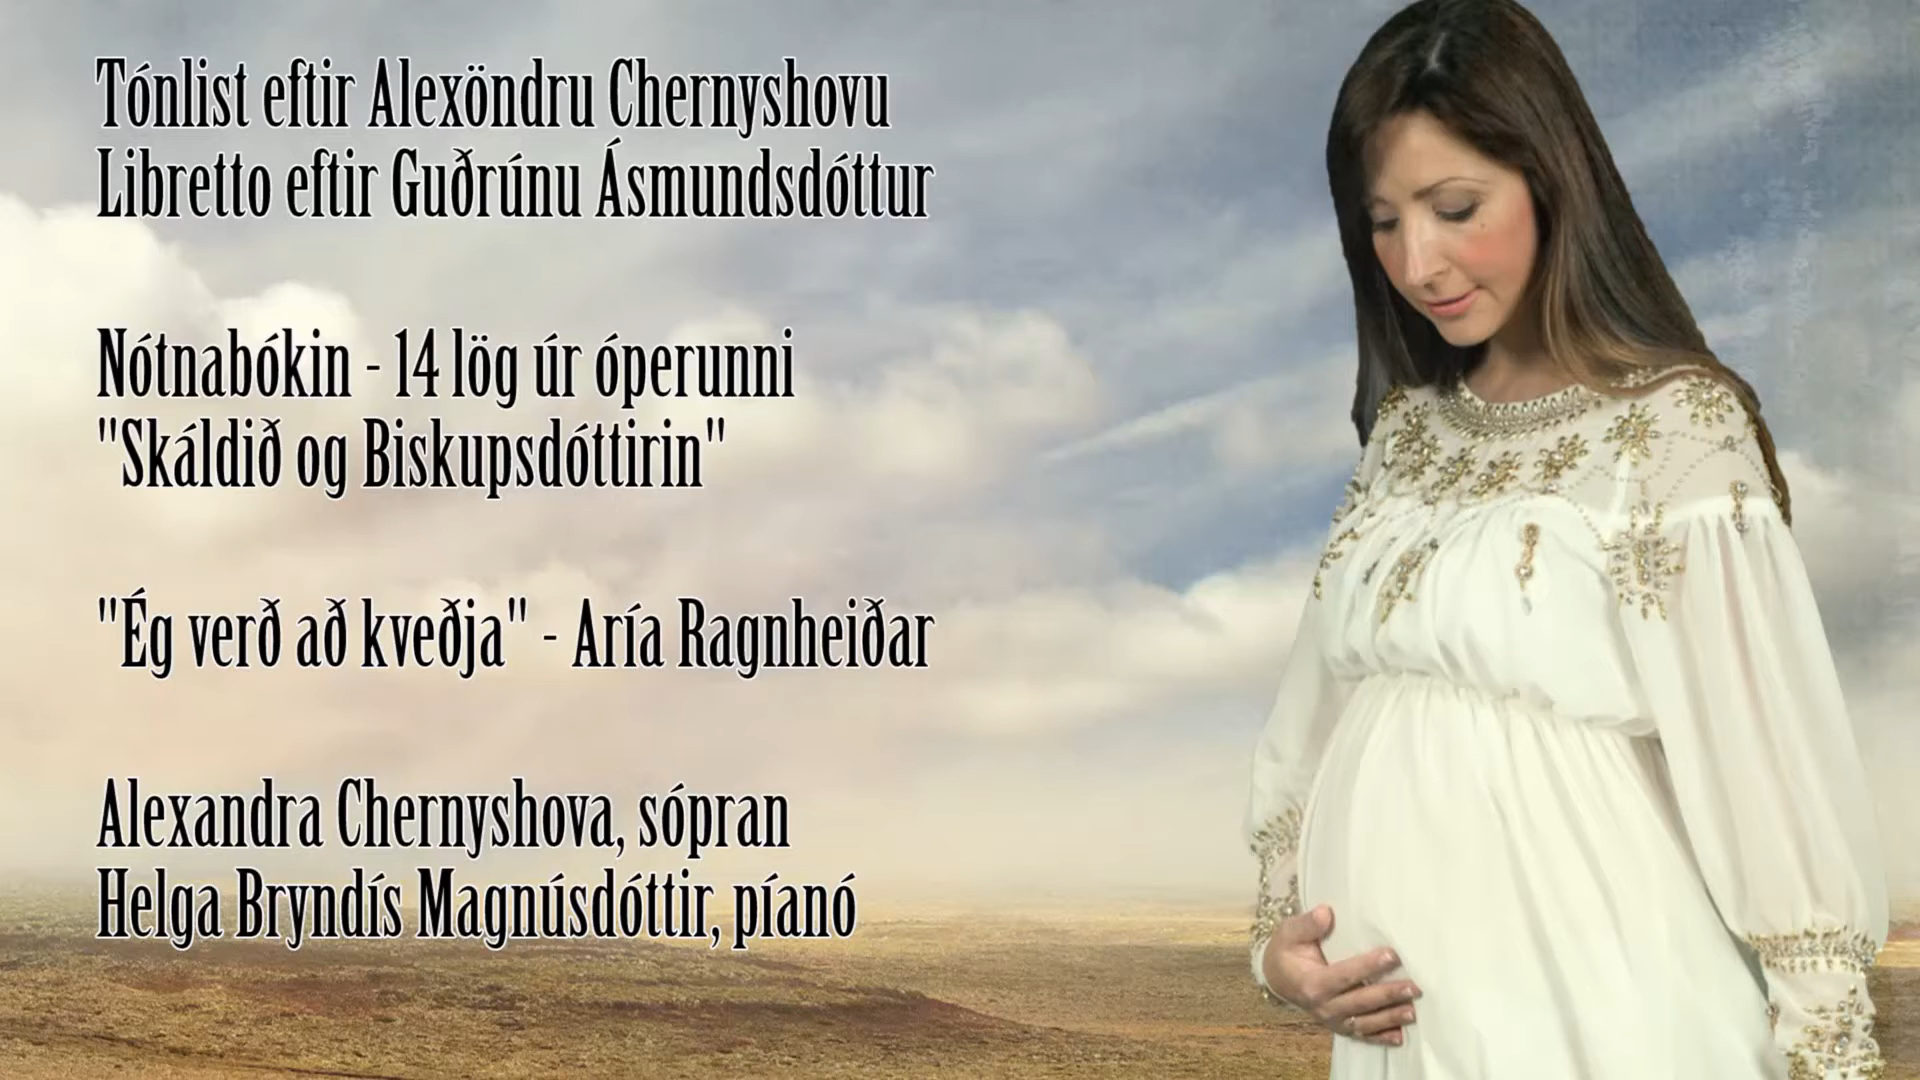 Tónlist eftir Alexöndru Chernyshovu
Libretto eftir Guðrúnu Ásmundsdóttur
Nótnabókin - 14 lög úr óperunni
"Skáldið og Biskupsdóttirin"
"Ég verð að kveðja" - Aría Ragnheiðar
Alexandra Chernyshova, sópran
Helga Bryndís Magnúsdóttir, píanó